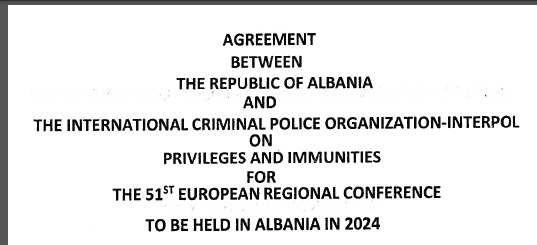 AGREEMENT
BETWEEN
THE REPUBLIC OF ALBANIA
AND
THE INTERNATIONAL CRIMINAL POLICE ORGANIZATION-INTERPOL
ON
PRIVILEGES AND IMMUNITIES
FOR
THE 51ST EUROPEAN REGIONAL CONFERENCE
TO BE HELD IN ALBANIA IN 2024